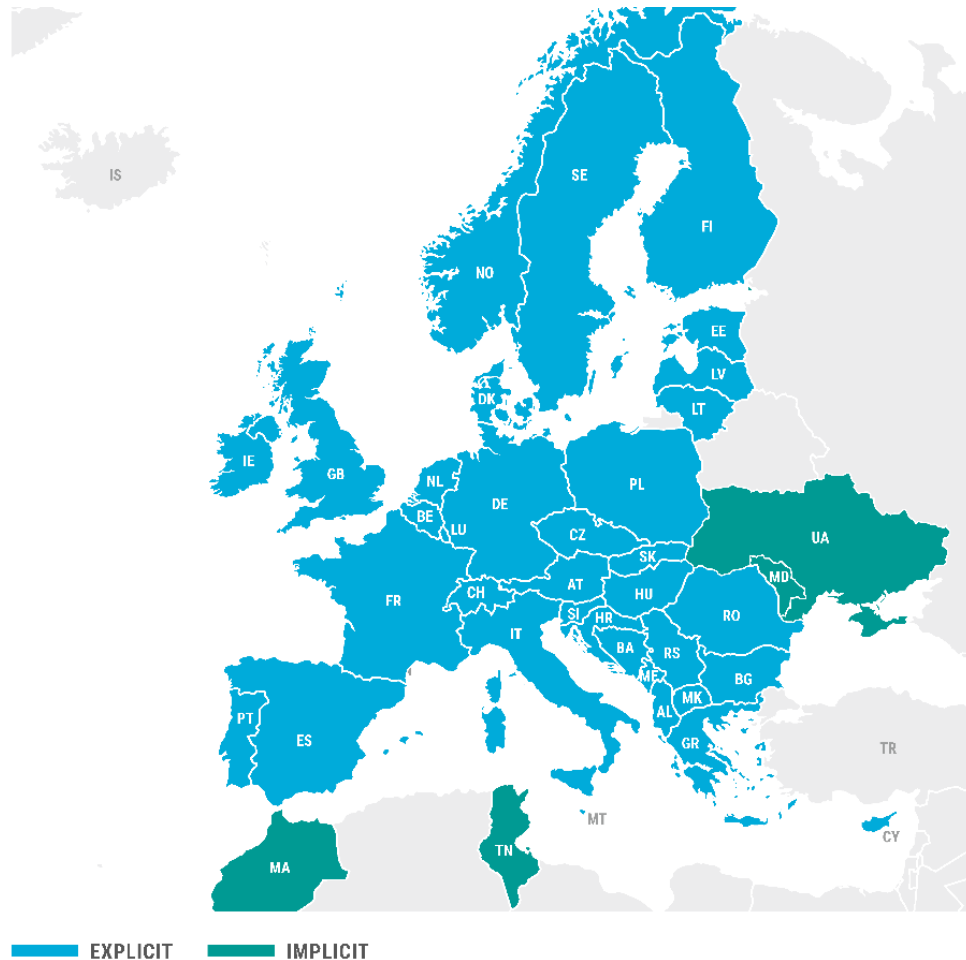 IS
SE
FI
NO
EE
LV
DK
LT
IE
GB
NL
PL
DE
BE
LU
UA
CZ
SK
MD
AT
CH
HU
FR
SI
HR
RO
IT
BA
RS
ME
BG
MK
PT
AL
ES
GR
TR
MT
CY
TN
MA
EXPLICIT
IMPLICIT